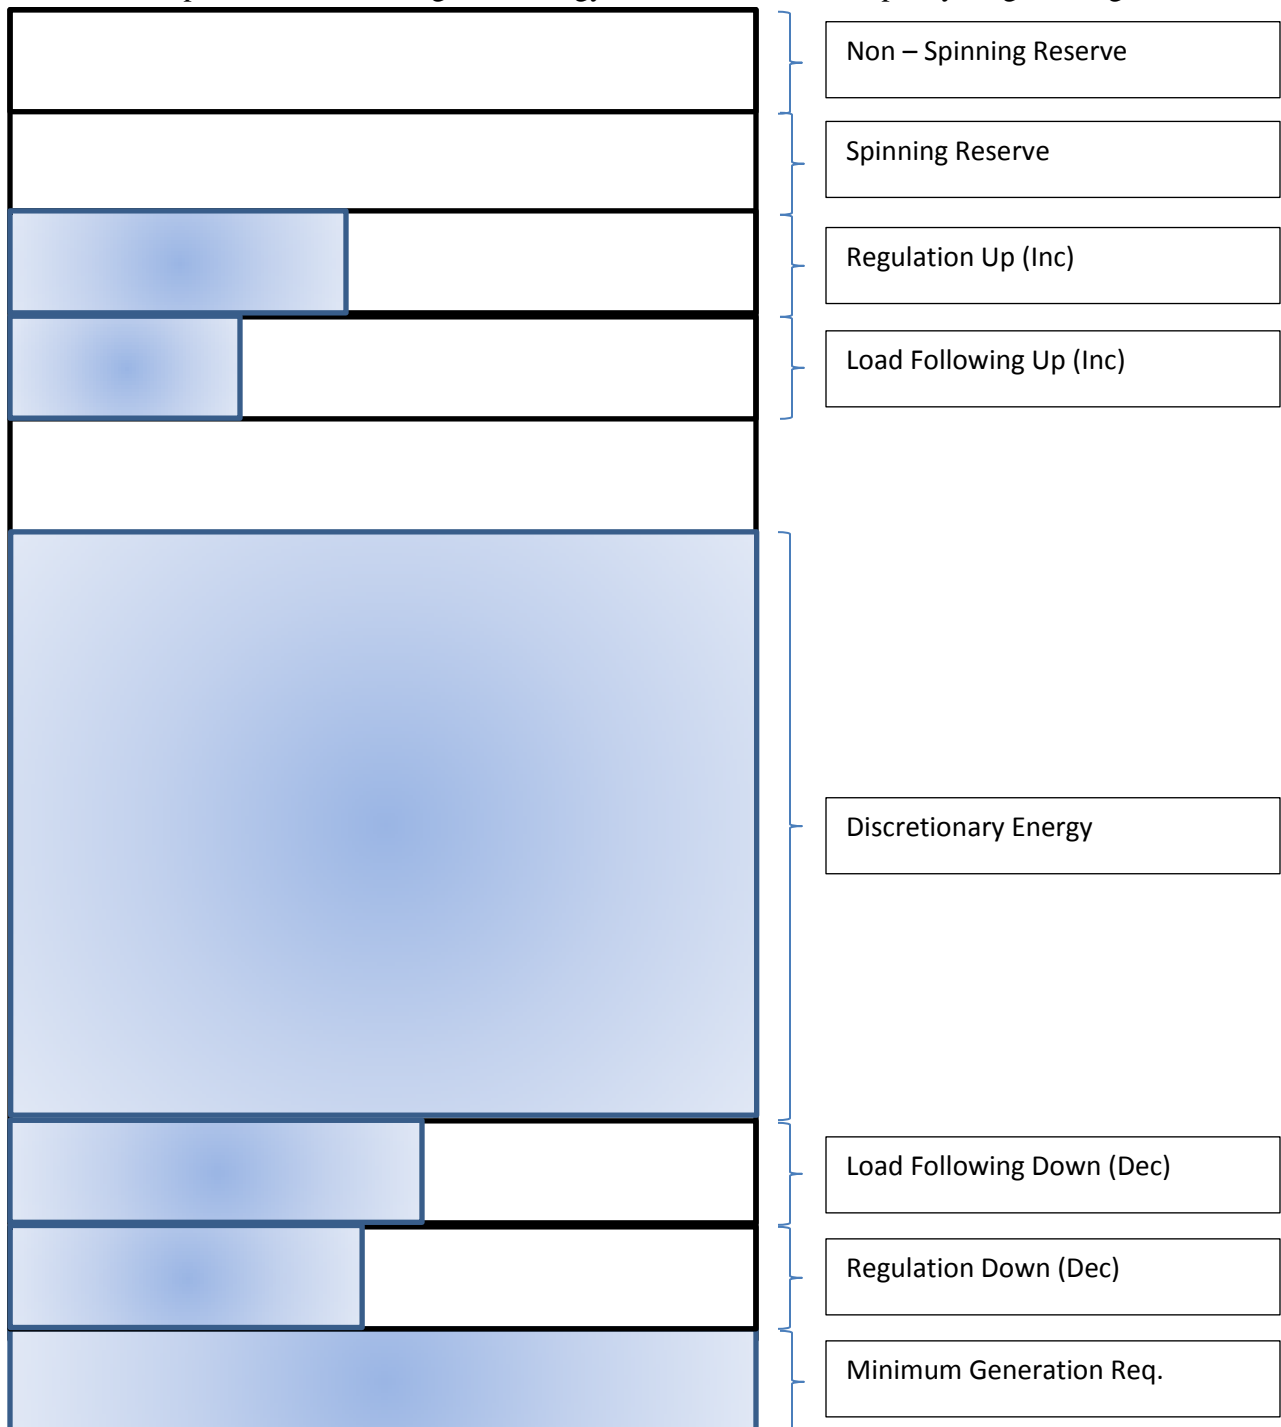 Non – Spinning Reserve
Spinning Reserve
Regulation Up (Inc)
Load Following Up (Inc)
Discretionary Energy
Load Following Down (Dec)
Regulation Down (Dec)
Minimum Generation Req.